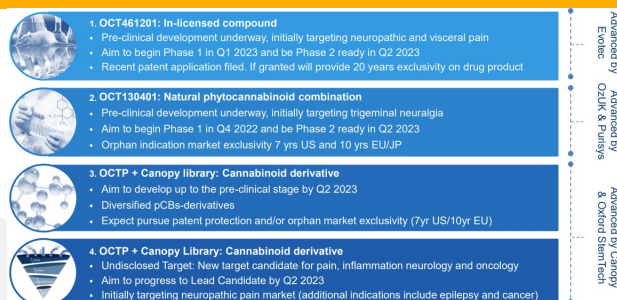 1. OCT461201: In-licensed compound
• Pre-clinical development underway, initially targeting neuropathic and visceral pain
• Aim to begin Phase 1 in Q1 2023 and be Phase 2 ready in Q2 2023
• Recent patent application filed. If granted will provide 20 years exclusivity on drug product
Advanced by
Evotec
2. OCT130401: Natural phytocannabinoid combination
• Pre-clinical development underway, initially targeting trigeminal neuralgia
• Aim to begin Phase 1 in Q4 2022 and be Phase 2 ready in Q2 2023
• Orphan indication market exclusivity 7 yrs US and 10 yrs EU/JP
Advanced by
OzUK & Purisys
3. OCTP + Canopy library: Cannabinoid derivative
• Aim to develop up to the pre-clinical stage by Q2 2023
• Diversified pCBs-derivatives
• Expect pursue patent protection and/or orphan market exclusivity (7yr US/10yr EU)
4. OCTP + Canopy Library: Cannabinoid derivative
• Undisclosed Target: New target candidate for pain, inflammation neurology and oncology
• Aim to progress to Lead Candidate by Q2 2023
• Initially targeting neuropathic pain market (additional indications include epilepsy and cancer)
Advanced by Canopy
& Oxford StemTech